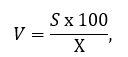 V = S x 100 / X,